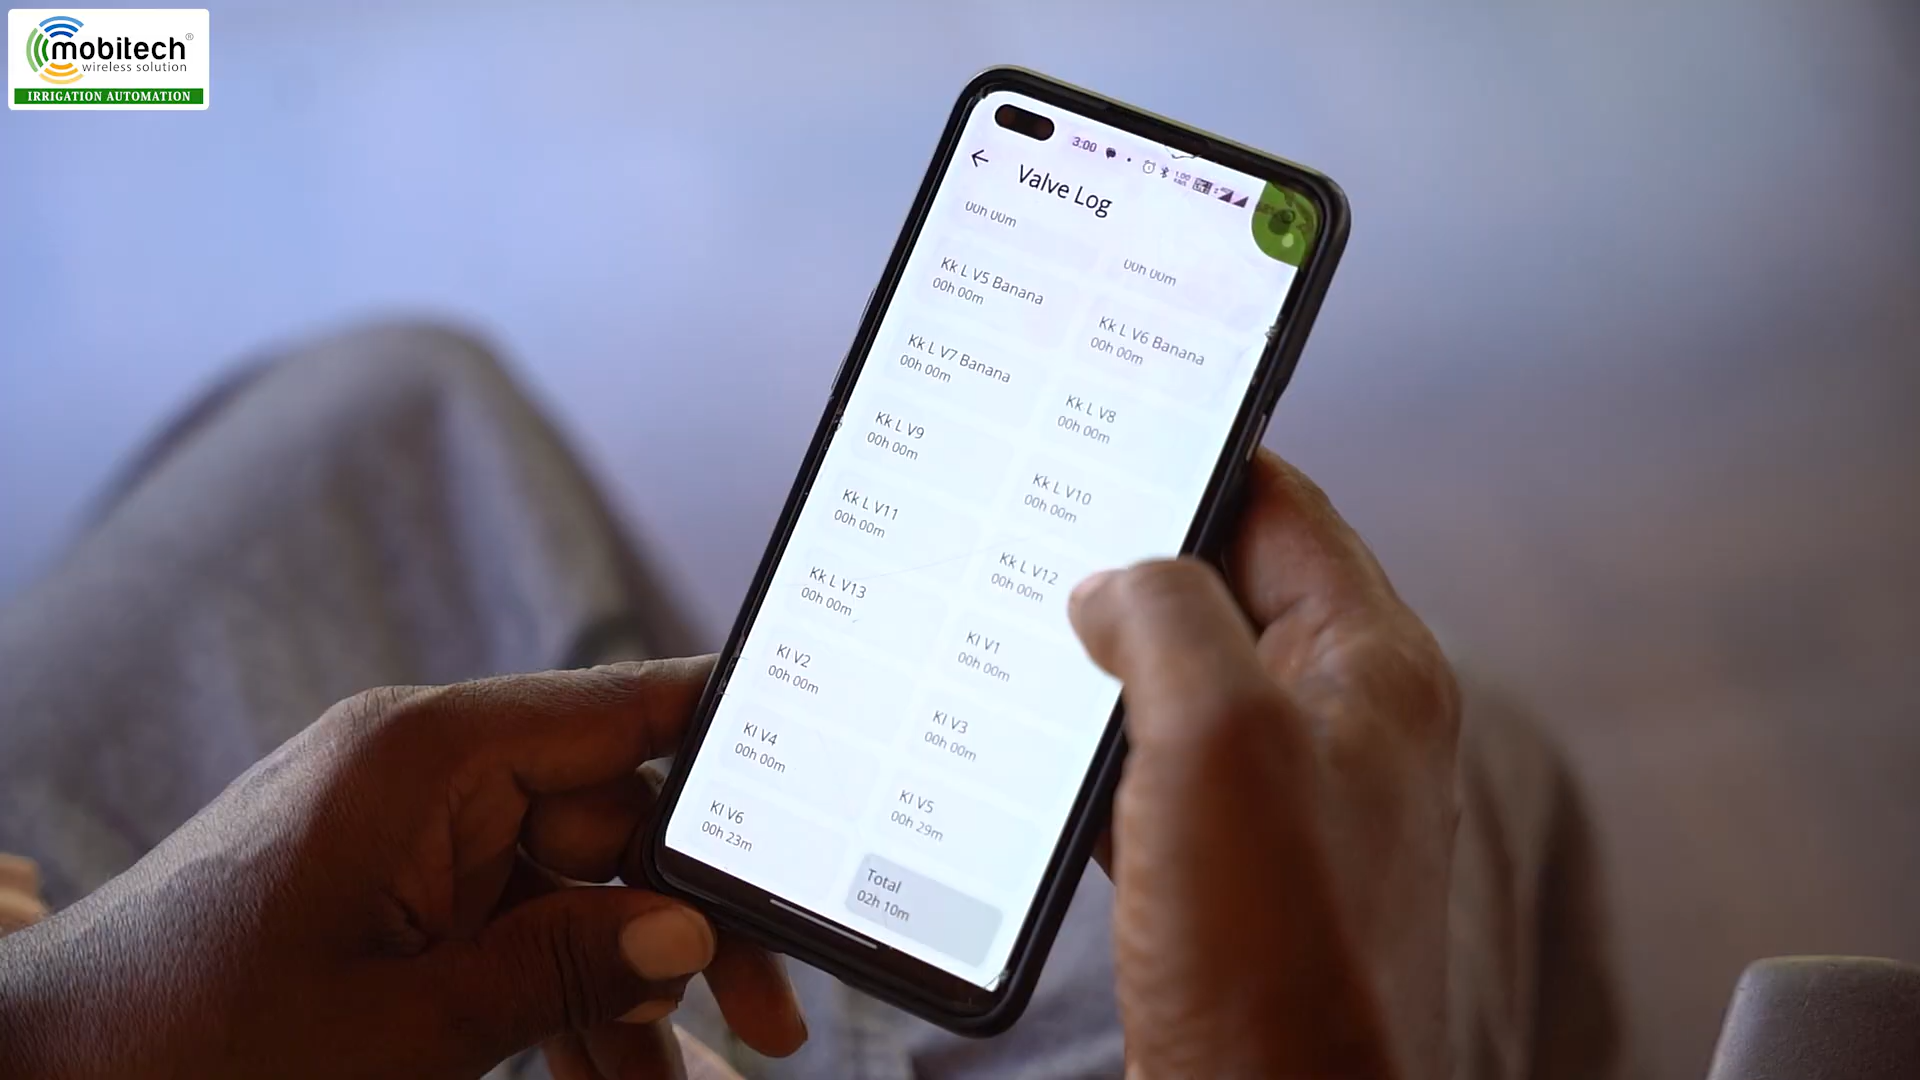 mobitech®
wireless solution
IRRIGATION AUTOMATION
3:00
Valve Log
00h 00m
00h 00m
Kk L V5 Banana
00h 00m
Kk L V6 Banana
00h 00m
Kk L V7 Banana
00h 00m
Kk L V8
00h 00m
Kk L V9
00h 00m
Kk L V10
00h 00m
Kk L V11
00h 00m
Kk L V12
00h 00m
Kk L V13
00h 00m
Kl V1
00h 00m
Kl V2
00h 00m
Kl V3
00h 00m
Kl V4
00h 00m
Kl V5
00h 29m
Kl V6
00h 23m
Total
02h 10m